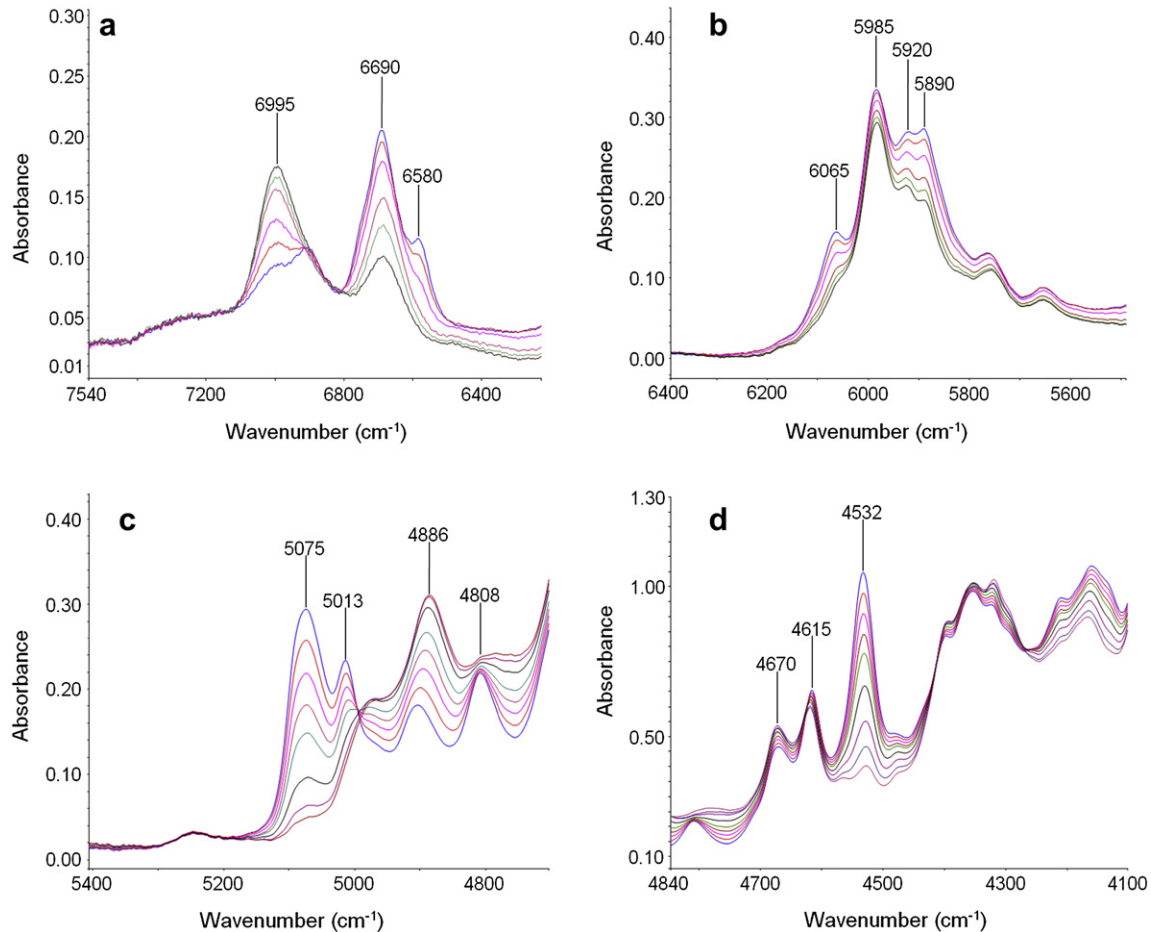 a
0.30
0.25
0.20
0.15
0.10
0.05
0.01
Absorbance
6995
6690
6580
7540 7200 6800 6400
Wavenumber (cm⁻¹)
b
0.40
0.30
0.20
0.10
0.00
Absorbance
6065
5985
5920
5890
6400 6200 6000 5800 5600
Wavenumber (cm⁻¹)
c
0.40
0.30
0.20
0.10
0.00
Absorbance
5075
5013
4886
4808
5400 5200 5000 4800
Wavenumber (cm⁻¹)
d
1.30
1.00
0.50
0.10
Absorbance
4670
4615
4532
4840 4700 4500 4300 4100
Wavenumber (cm⁻¹)